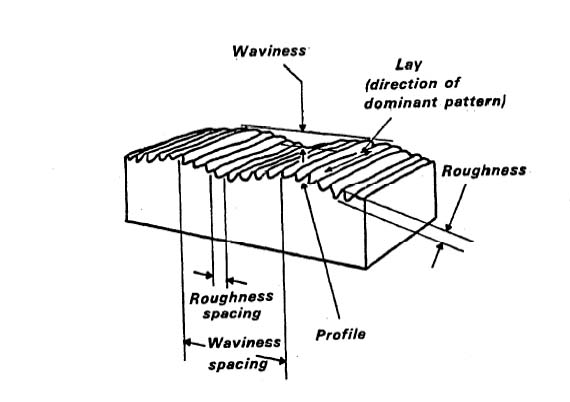 Waviness
Lay
(direction of
dominant pattern)
Roughness
Roughness
spacing
Profile
Waviness
spacing